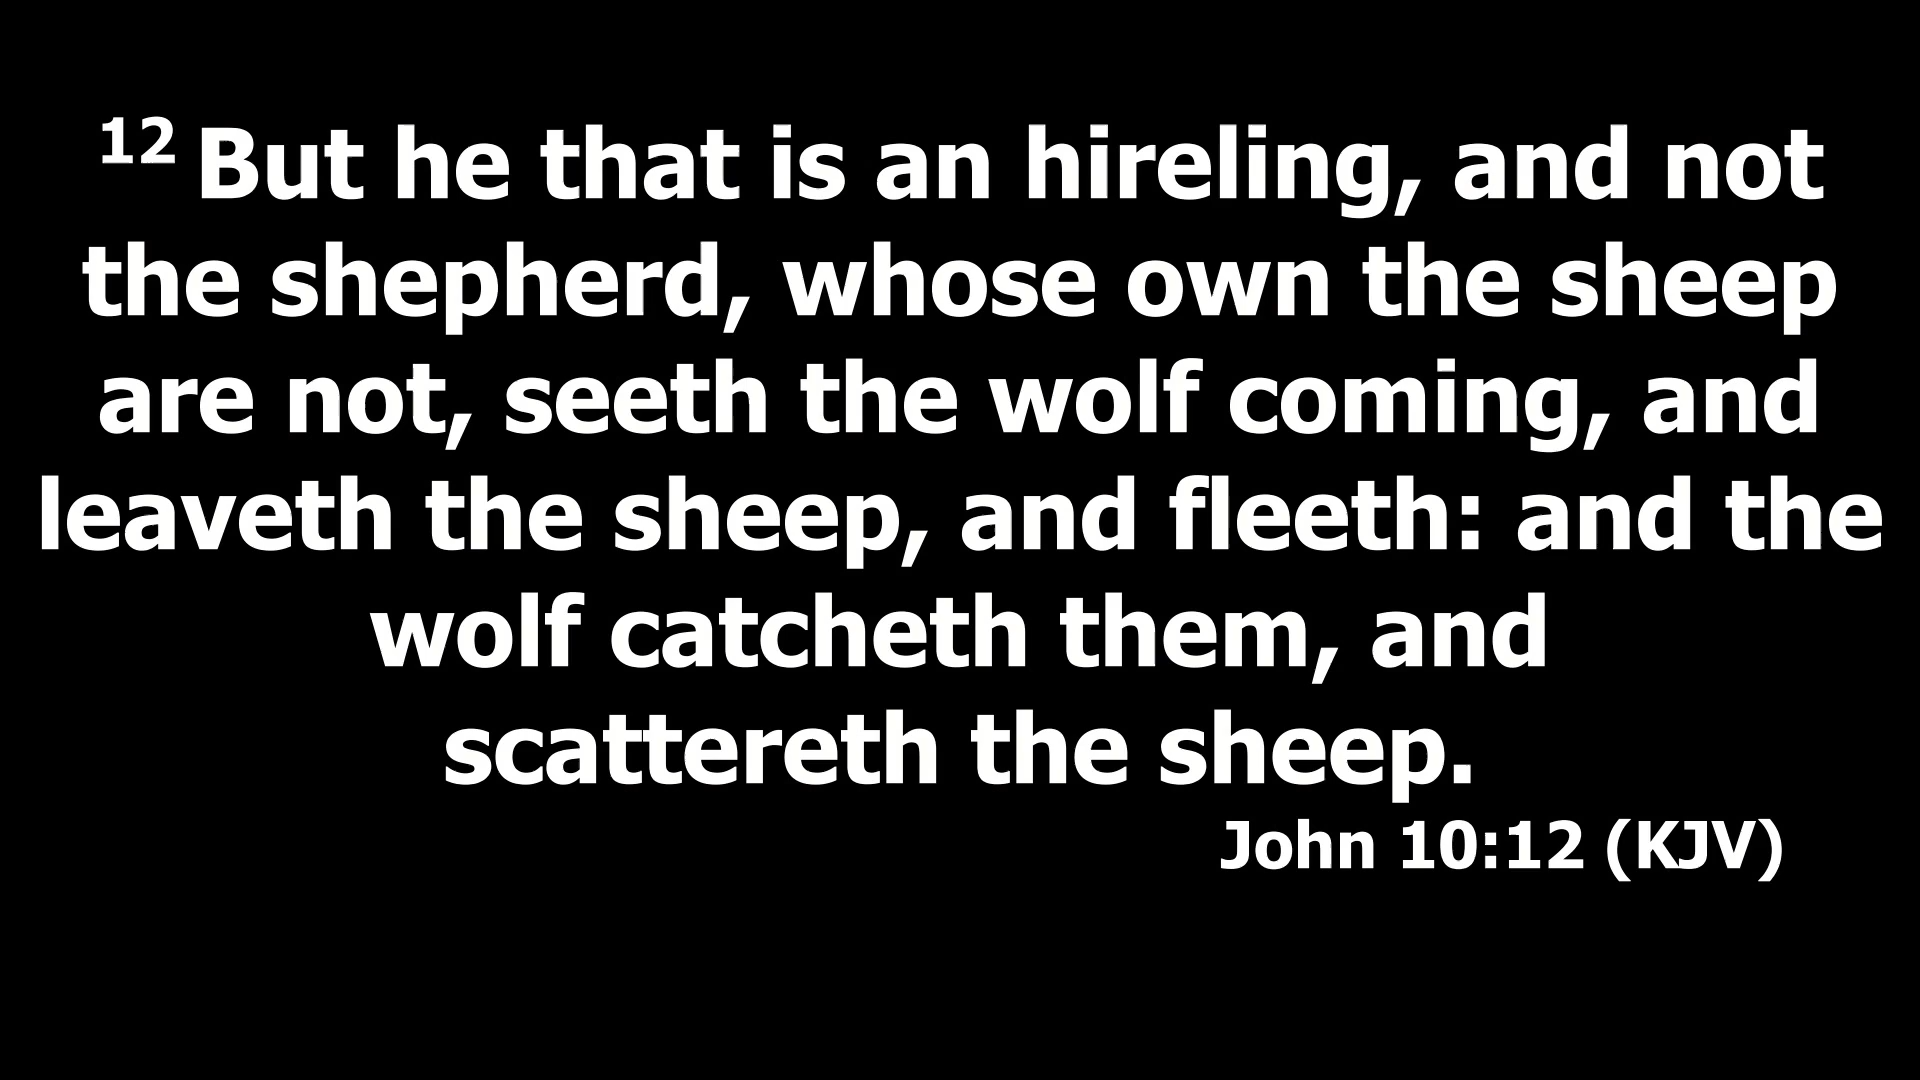 12 But he that is an hireling, and not
the shepherd, whose own the sheep
are not, seeth the wolf coming, and
leaveth the sheep, and fleeth: and the
wolf catcheth them, and
scattereth the sheep.
John 10:12 (KJV)